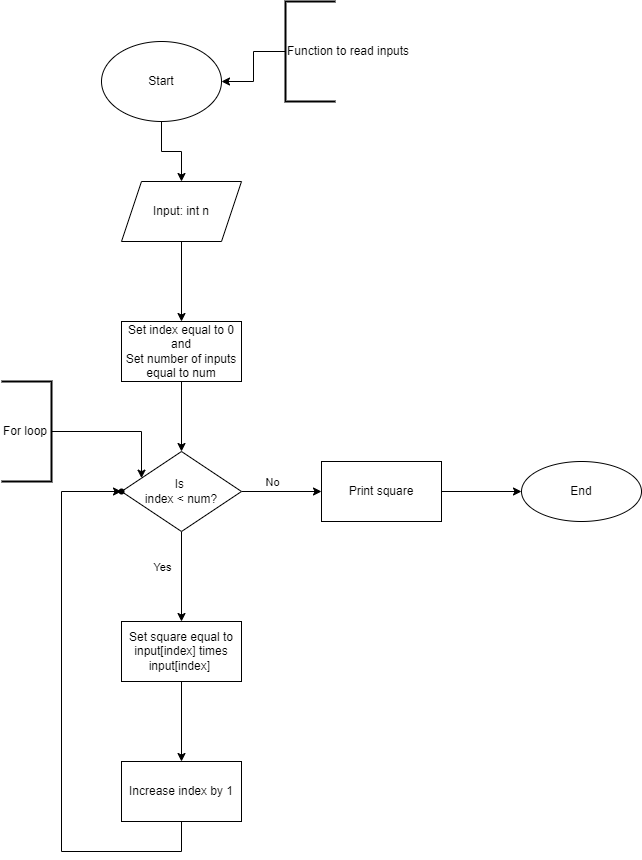 Function to read inputs
Start
Input: int n
Set index equal to 0
and
Set number of inputs
equal to num
For loop
Is
index < num?
No
Print square
End
Yes
Set square equal to
input[index] times
input[index]
Increase index by 1